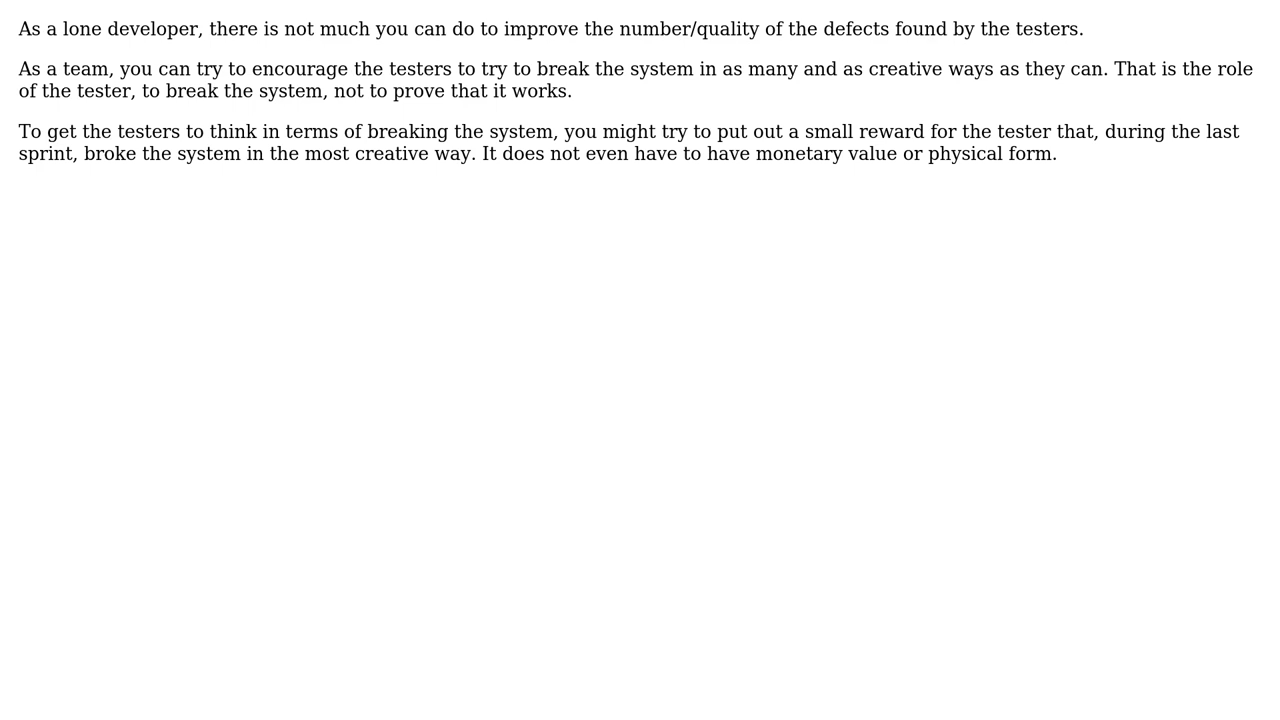 As a lone developer, there is not much you can do to improve the number/quality of the defects found by the testers.
As a team, you can try to encourage the testers to try to break the system in as many and as creative ways as they can. That is the role
of the tester, to break the system, not to prove that it works.
To get the testers to think in terms of breaking the system, you might try to put out a small reward for the tester that, during the last
sprint, broke the system in the most creative way. It does not even have to have monetary value or physical form.